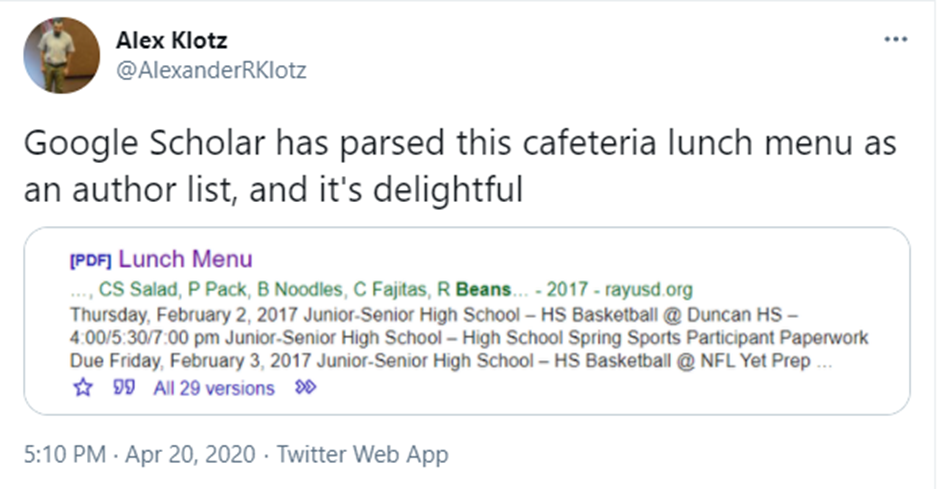 Alex Klotz
@AlexanderRKlotz
Google Scholar has parsed this cafeteria lunch menu as
an author list, and it's delightful
[PDF] Lunch Menu
..., CS Salad, P Pack, B Noodles, C Fajitas, R Beans... - 2017 - rayusd.org
Thursday, February 2, 2017 Junior-Senior High School – HS Basketball @ Duncan HS –
4:00/5:30/7:00 pm Junior-Senior High School – High School Spring Sports Participant Paperwork
Due Friday, February 3, 2017 Junior-Senior High School – HS Basketball @ NFL Yet Prep ...
All 29 versions
5:10 PM · Apr 20, 2020 · Twitter Web App